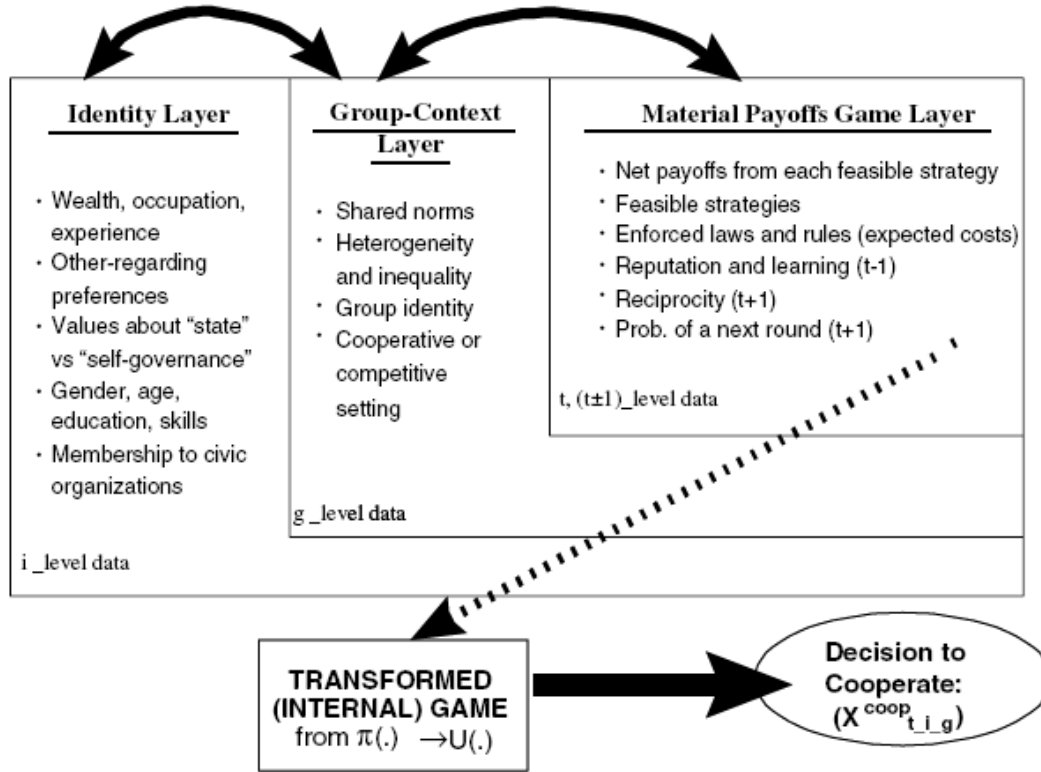 Identity Layer
· Wealth, occupation,
experience
· Other-regarding
preferences
· Values about “state”
vs “self-governance”
· Gender, age,
education, skills
· Membership to civic
organizations
i _level data
Group-Context
Layer
· Shared norms
· Heterogeneity
and inequality
· Group identity
· Cooperative or
competitive
setting
g _level data
Material Payoffs Game Layer
· Net payoffs from each feasible strategy
· Feasible strategies
· Enforced laws and rules (expected costs)
· Reputation and learning (t-1)
· Reciprocity (t+1)
· Prob. of a next round (t+1)
t, (t±1)_level data
TRANSFORMED
(INTERNAL) GAME
from π(.) →U(.)
Decision to
Cooperate:
(X^coop_t_i_g)